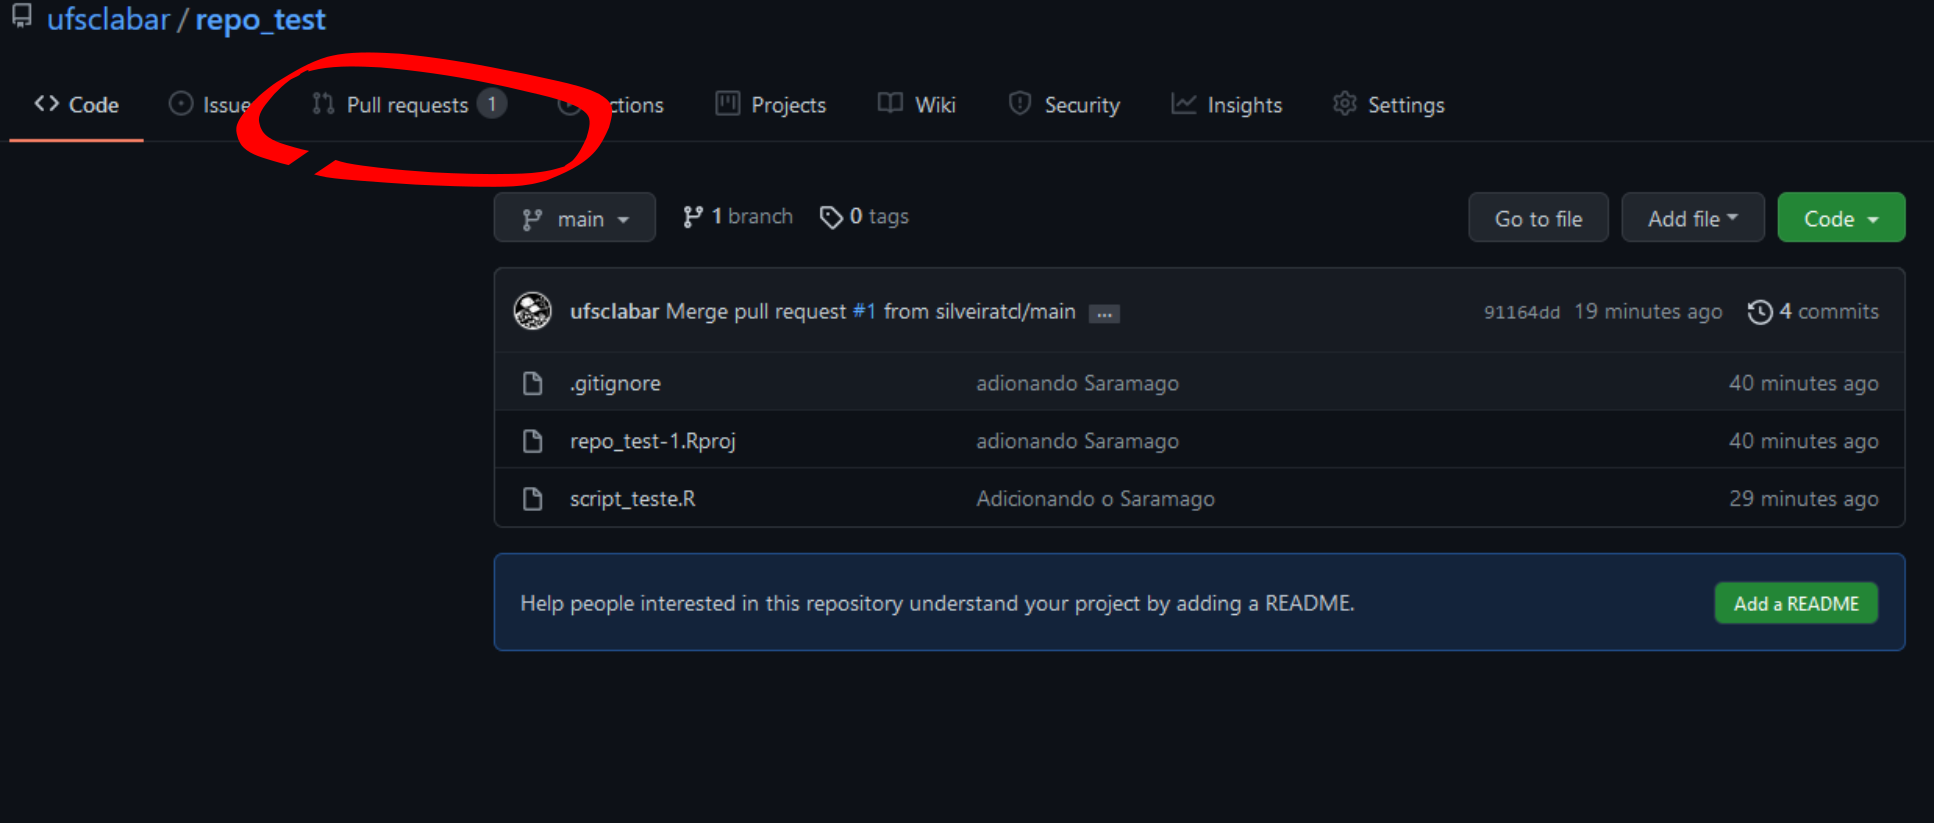 ufsclabar / repo_test
Code Issue Pull requests 1 ctions Projects Wiki Security Insights Settings
main 1 branch 0 tags Go to file Add file Code
ufsclabar Merge pull request #1 from silveiratcl/main ... 91164dd 19 minutes ago 4 commits
.gitignore adionando Saramago 40 minutes ago
repo_test-1.Rproj adionando Saramago 40 minutes ago
script_teste.R Adicionando o Saramago 29 minutes ago
Help people interested in this repository understand your project by adding a README. Add a README